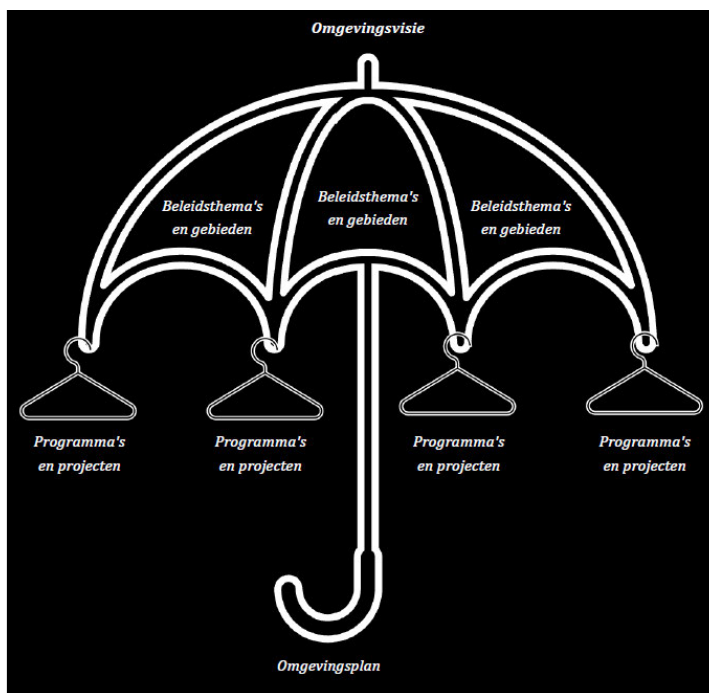 Omgevingsvisie
Beleidsthema's
en gebieden
Beleidsthema's
en gebieden
Beleidsthema's
en gebieden
Programma's
en projecten
Programma's
en projecten
Programma's
en projecten
Programma's
en projecten
Omgevingsplan